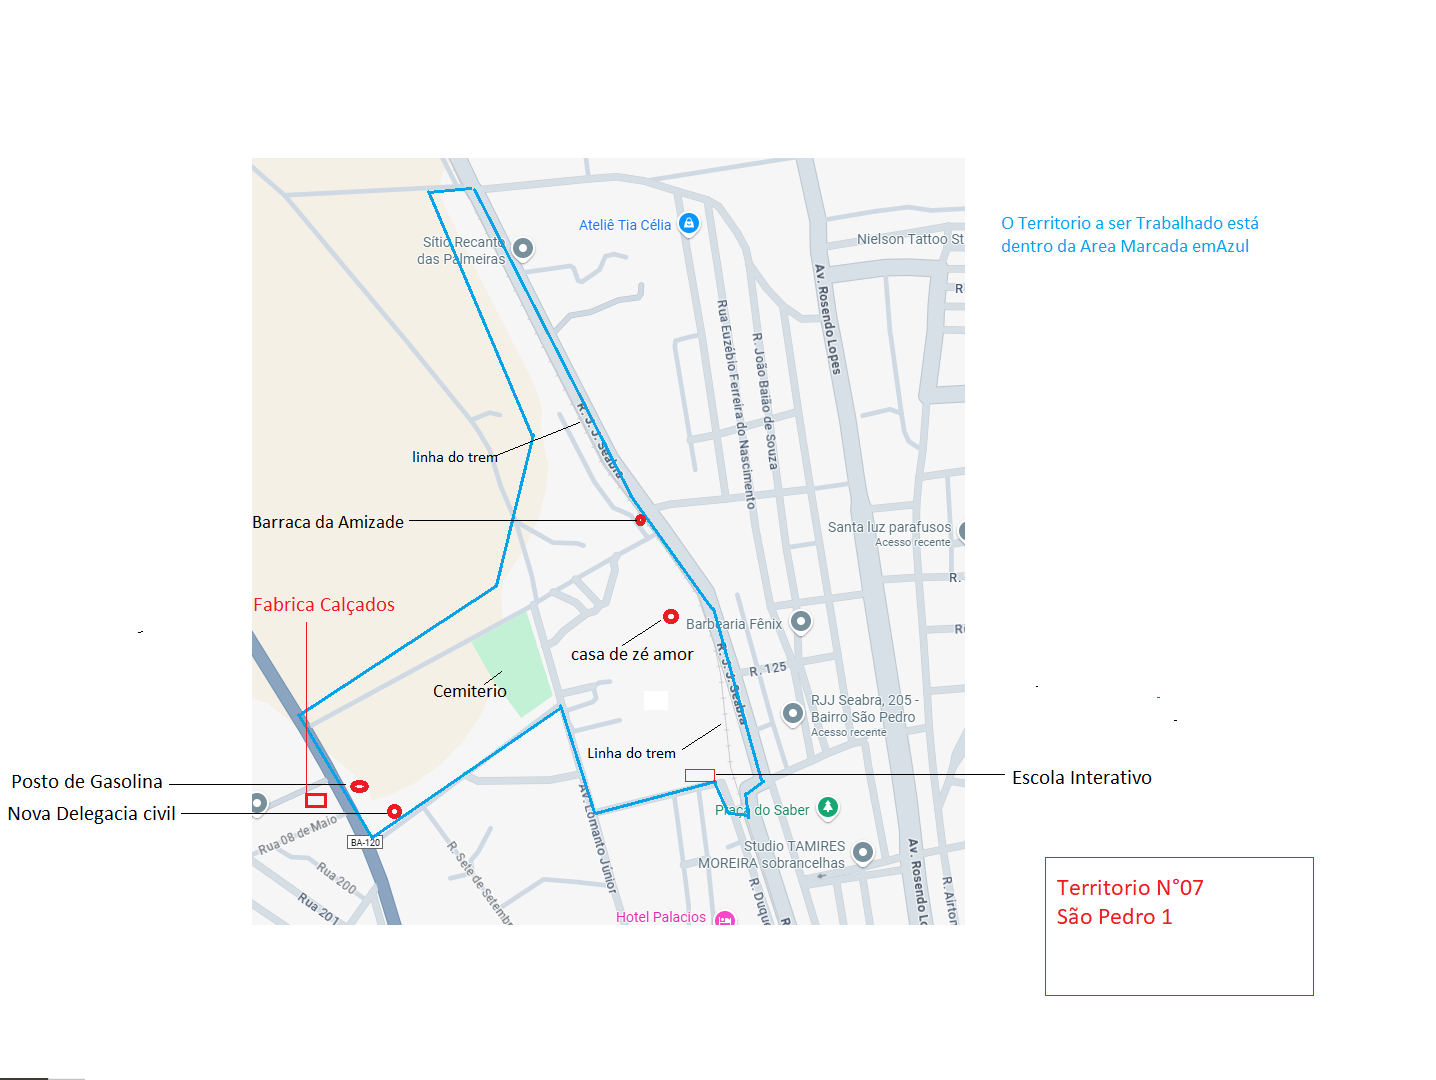 O Territorio a ser Trabalhado está
dentro da Area Marcada emAzul
Ateliê Tia Célia
Nielson Tattoo St
Sítio Recanto
das Palmeiras
Av. Rosendo Lopes
R
Rua Euzébio Ferreira do Nascimento
R. João Baião de Souza
R. J. J. Seabra
linha do trem
Barraca da Amizade
Santa luz parafusos
Acesso recente
R.
Fabrica Calçados
Barbearia Fênix
casa de zé amor
R. J. J. Seabra
R. 125
Cemiterio
RJJ Seabra, 205 -
Bairro São Pedro
Acesso recente
Linha do trem
Escola Interativo
Posto de Gasolina
Nova Delegacia civil
Praça do Saber
Av. Lomanto Júnior
Rua 08 de Maio
BA-120
R. Sete de Setembr
Studio TAMIRES
MOREIRA sobrancelhas
Rua 200
Rua 201
R. Duque
R
Av. Rosendo Lo
R. Airton
Hotel Palacios
Territorio N°07
São Pedro 1